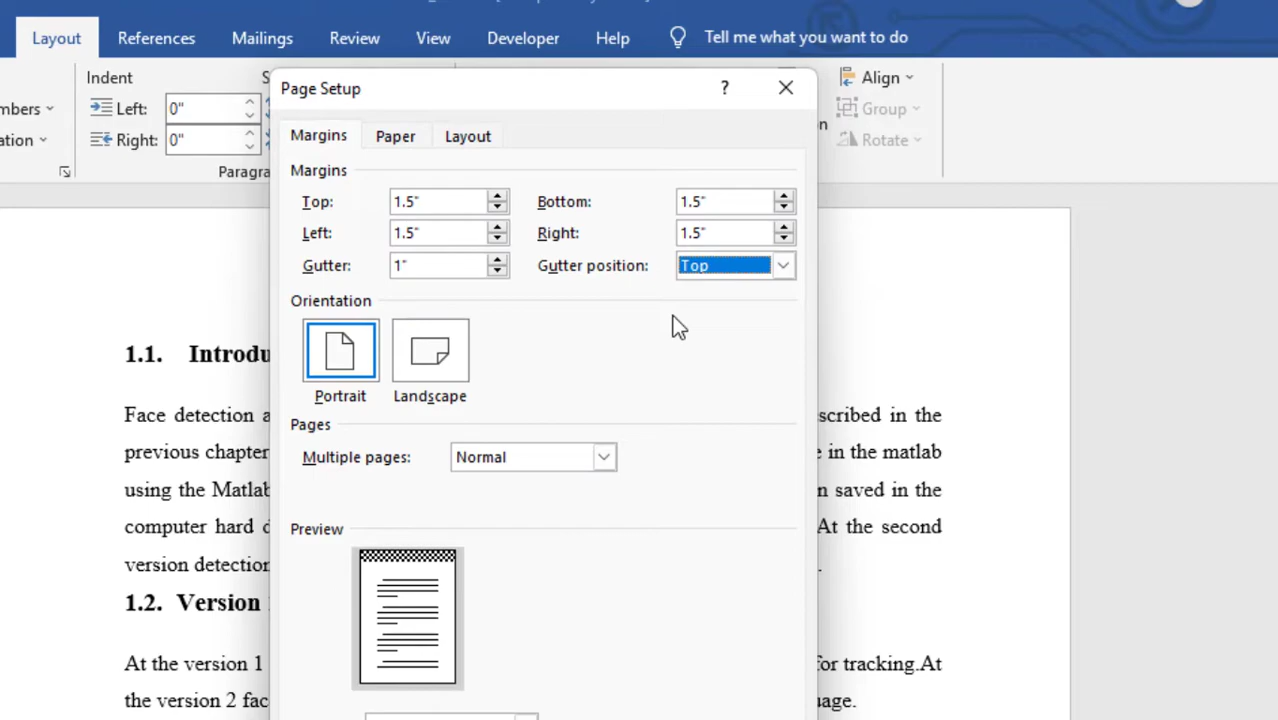 Layout References Mailings Review View Developer Help Tell me what you want to do
Indent
Left: 0"
Right: 0"
Align
Group
Rotate
Page Setup ?
Margins Paper Layout
Margins
Top: 1.5" Bottom: 1.5"
Left: 1.5" Right: 1.5"
Gutter: 1" Gutter position: Top
Orientation
Portrait Landscape
Pages
Multiple pages: Normal
Preview
1.1. Introdu
Face detection a scribed in the
previous chapter e in the matlab
using the Matlab n saved in the
computer hard d At the second
version detection
1.2. Version
At the version 1 for tracking.At
the version 2 fac uage.